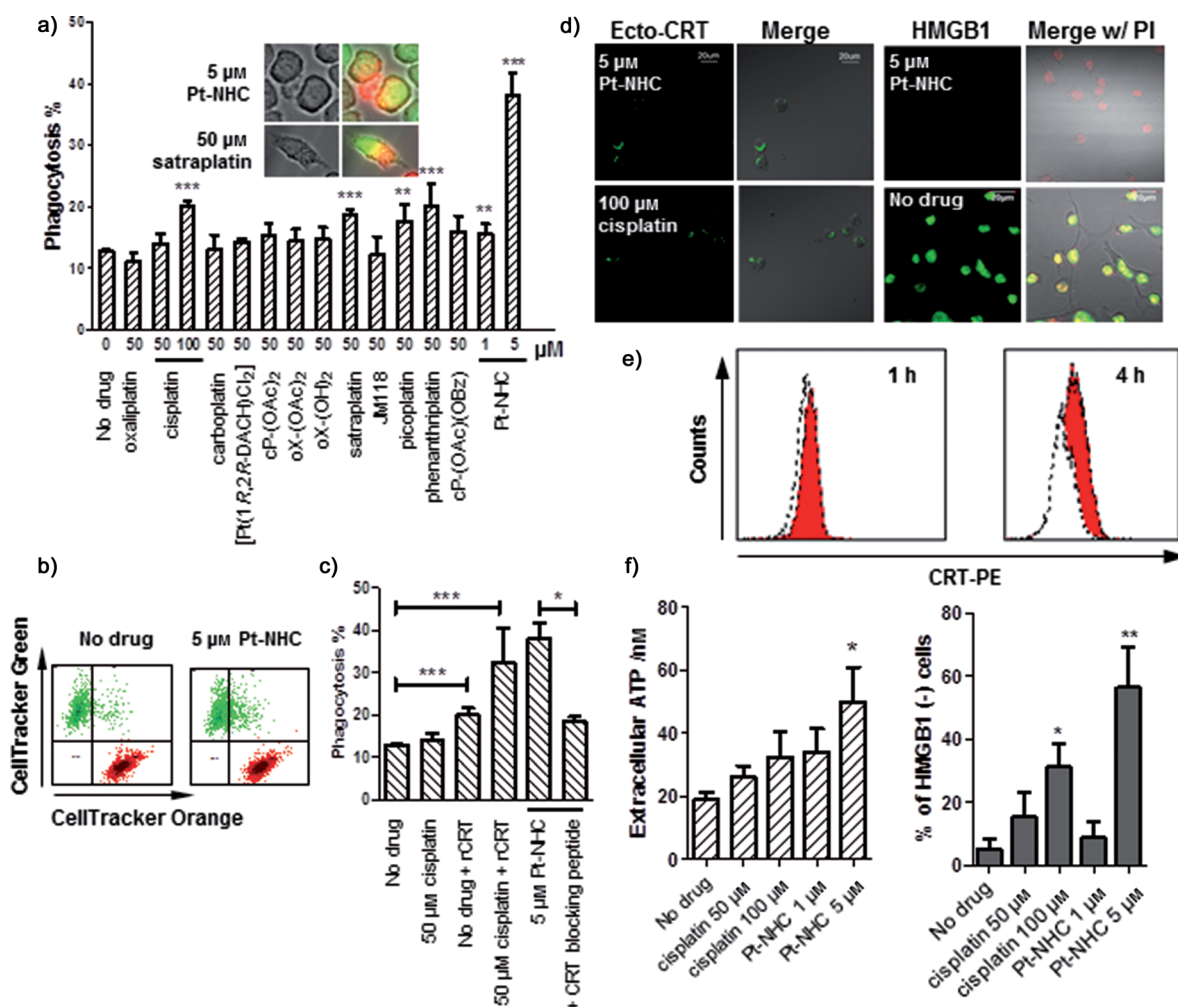 a)
Phagocytosis %
50
40
30
20
10
0
5 µM
Pt-NHC
50 µM
satraplatin
***
***
**
***
**
***
0 50 50 100 50 50 50 50 50 50 50 50 50 50 1 5 µM
No drug
oxaliplatin
cisplatin
carboplatin
[Pt(1R,2R-DACH)Cl2]
cP-(OAc)2
oX-(OAc)2
oX-(OH)2
satraplatin
JM118
picoplatin
phenanthriplatin
cP-(OAc)(OBz)
Pt-NHC
b)
No drug
5 µM Pt-NHC
CellTracker Green
CellTracker Orange
c)
Phagocytosis %
50
40
30
20
10
0
***
***
*
No drug
50 µM cisplatin
No drug + rCRT
50 µM cisplatin + rCRT
5 µM Pt-NHC
+ CRT blocking peptide
d)
Ecto-CRT
Merge
HMGB1
Merge w/ PI
5 µM
Pt-NHC
20um
20um
5 µM
Pt-NHC
100 µM
cisplatin
No drug
20µm
20µm
e)
Counts
1 h
4 h
CRT-PE
f)
Extracellular ATP /nM
80
60
40
20
0
*
No drug
cisplatin 50 µM
cisplatin 100 µM
Pt-NHC 1 µM
Pt-NHC 5 µM
% of HMGB1 (-) cells
80
60
40
20
0
*
**
No drug
cisplatin 50 µM
cisplatin 100 µM
Pt-NHC 1 µM
Pt-NHC 5 µM